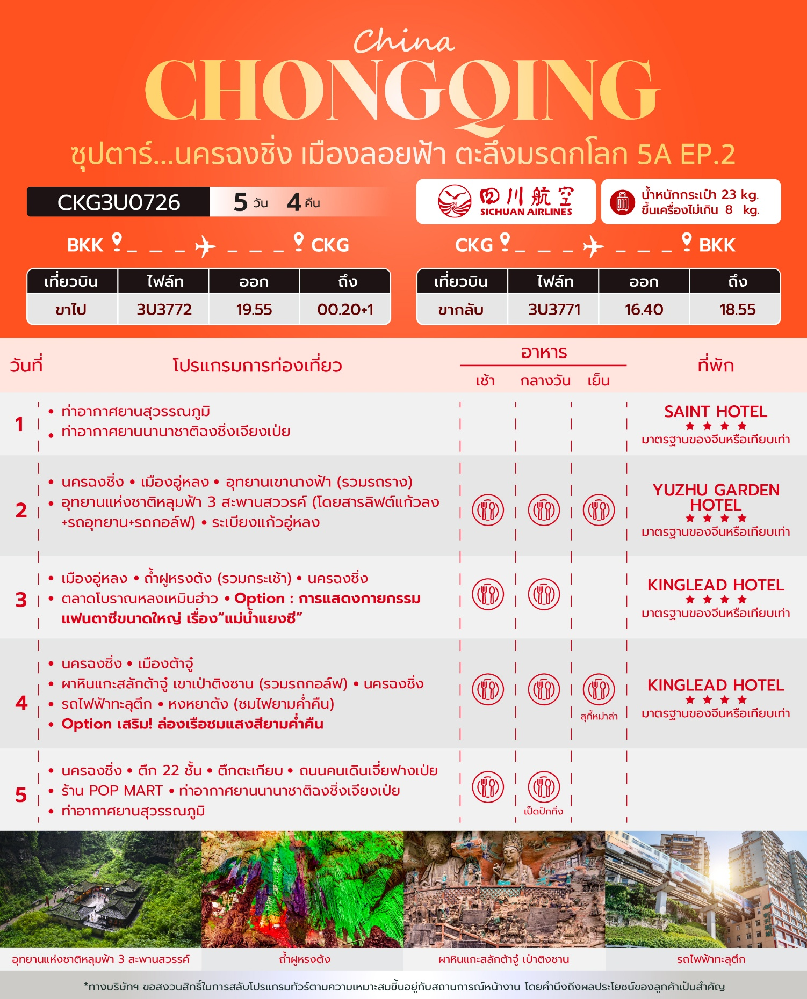 China
CHONGQING
ซุปตาร์...นครฉงชิ่ง เมืองลอยฟ้า ตะลึงมรดกโลก 5A EP.2
CKG3U0726 5 วัน 4 คืน
四川航空
SICHUAN AIRLINES
น้ำหนักกระเป๋า 23 kg.
ขึ้นเครื่องไม่เกิน 8 kg.
BKK CKG
เที่ยวบิน ไฟล์ท ออก ถึง
ขาไป 3U3772 19.55 00.20+1
CKG BKK
เที่ยวบิน ไฟล์ท ออก ถึง
ขากลับ 3U3771 16.40 18.55
วันที่ โปรแกรมการท่องเที่ยว อาหาร ที่พัก
เช้า กลางวัน เย็น
1
• ท่าอากาศยานสุวรรณภูมิ
• ท่าอากาศยานนานาชาติฉงชิ่งเจียงเป่ย
SAINT HOTEL
มาตรฐานของจีนหรือเทียบเท่า
2
• นครฉงชิ่ง • เมืองอู่หลง • อุทยานเขานางฟ้า (รวมรถราง)
• อุทยานแห่งชาติหลุมฟ้า 3 สะพานสววรค์ (โดยสารลิฟต์แก้วลง
+รถอุทยาน+รถกอล์ฟ) • ระเบียงแก้วอู่หลง
YUZHU GARDEN
HOTEL
มาตรฐานของจีนหรือเทียบเท่า
3
• เมืองอู่หลง • ถ้ำฝูหรงต้ง (รวมกระเช้า) • นครฉงชิ่ง
• ตลาดโบราณหลงเหมินฮ่าว • Option : การแสดงกายกรรม
แฟนตาซีขนาดใหญ่ เรื่อง“แม่น้ำแยงซี”
KINGLEAD HOTEL
มาตรฐานของจีนหรือเทียบเท่า
4
• นครฉงชิ่ง • เมืองต้าจู๋
• ผาหินแกะสลักต้าจู๋ เขาเป่าติงซาน (รวมรถกอล์ฟ) • นครฉงชิ่ง
• รถไฟฟ้าทะลุตึก • หงหยาต้ง (ชมไฟยามค่ำคืน)
• Option เสริม! ล่องเรือชมแสงสียามค่ำคืน
สุกี้หม่าล่า
KINGLEAD HOTEL
มาตรฐานของจีนหรือเทียบเท่า
5
• นครฉงชิ่ง • ตึก 22 ชั้น • ตึกตะเกียบ • ถนนคนเดินเจี่ยฟางเป่ย
• ร้าน POP MART • ท่าอากาศยานนานาชาติฉงชิ่งเจียงเป่ย
• ท่าอากาศยานสุวรรณภูมิ
เป็ดปักกิ่ง
อุทยานแห่งชาติหลุมฟ้า 3 สะพานสวรรค์
ถ้ำฝูหรงต้ง
ผาหินแกะสลักต้าจู๋ เป่าติงซาน
รถไฟฟ้าทะลุตึก
*ทางบริษัทฯ ขอสงวนสิทธิ์ในการสลับโปรแกรมทัวร์ตามความเหมาะสมขึ้นอยู่กับสถานการณ์หน้างาน โดยคำนึงถึงผลประโยชน์ของลูกค้าเป็นสำคัญ